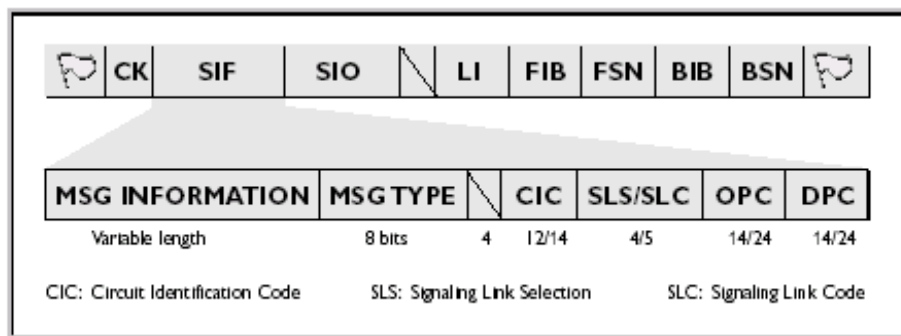 CK SIF SIO LI FIB FSN BIB BSN
MSG INFORMATION MSG TYPE CIC SLS/SLC OPC DPC
Variable length 8 bits 4 12/14 4/5 14/24 14/24
CIC: Circuit Identification Code SLS: Signaling Link Selection SLC: Signaling Link Code